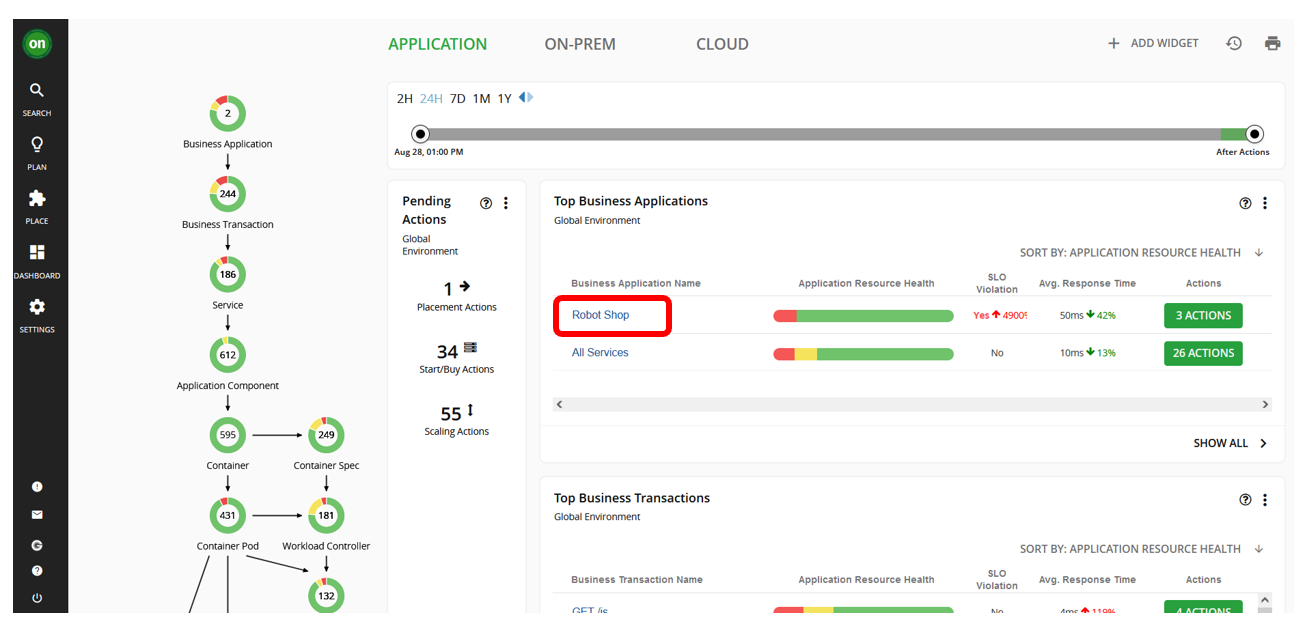 on
SEARCH
PLAN
PLACE
DASHBOARD
SETTINGS
APPLICATION
ON-PREM
CLOUD
+ ADD WIDGET
2
Business Application
244
Business Transaction
186
Service
612
Application Component
595
249
Container
Container Spec
431
181
Container Pod
Workload Controller
132
2H 24H 7D 1M 1Y
Aug 28, 01:00 PM
After Actions
Pending
Actions
Global
Environment
1
Placement Actions
34
Start/Buy Actions
55
Scaling Actions
Top Business Applications
Global Environment
SORT BY: APPLICATION RESOURCE HEALTH
Business Application Name
Application Resource Health
SLO
Violation
Avg. Response Time
Actions
Robot Shop
Yes 4900%
50ms 42%
3 ACTIONS
All Services
No
10ms 13%
26 ACTIONS
SHOW ALL
Top Business Transactions
Global Environment
SORT BY: APPLICATION RESOURCE HEALTH
Business Transaction Name
Application Resource Health
SLO
Violation
Avg. Response Time
Actions
No
4ms 119%
4 ACTIONS